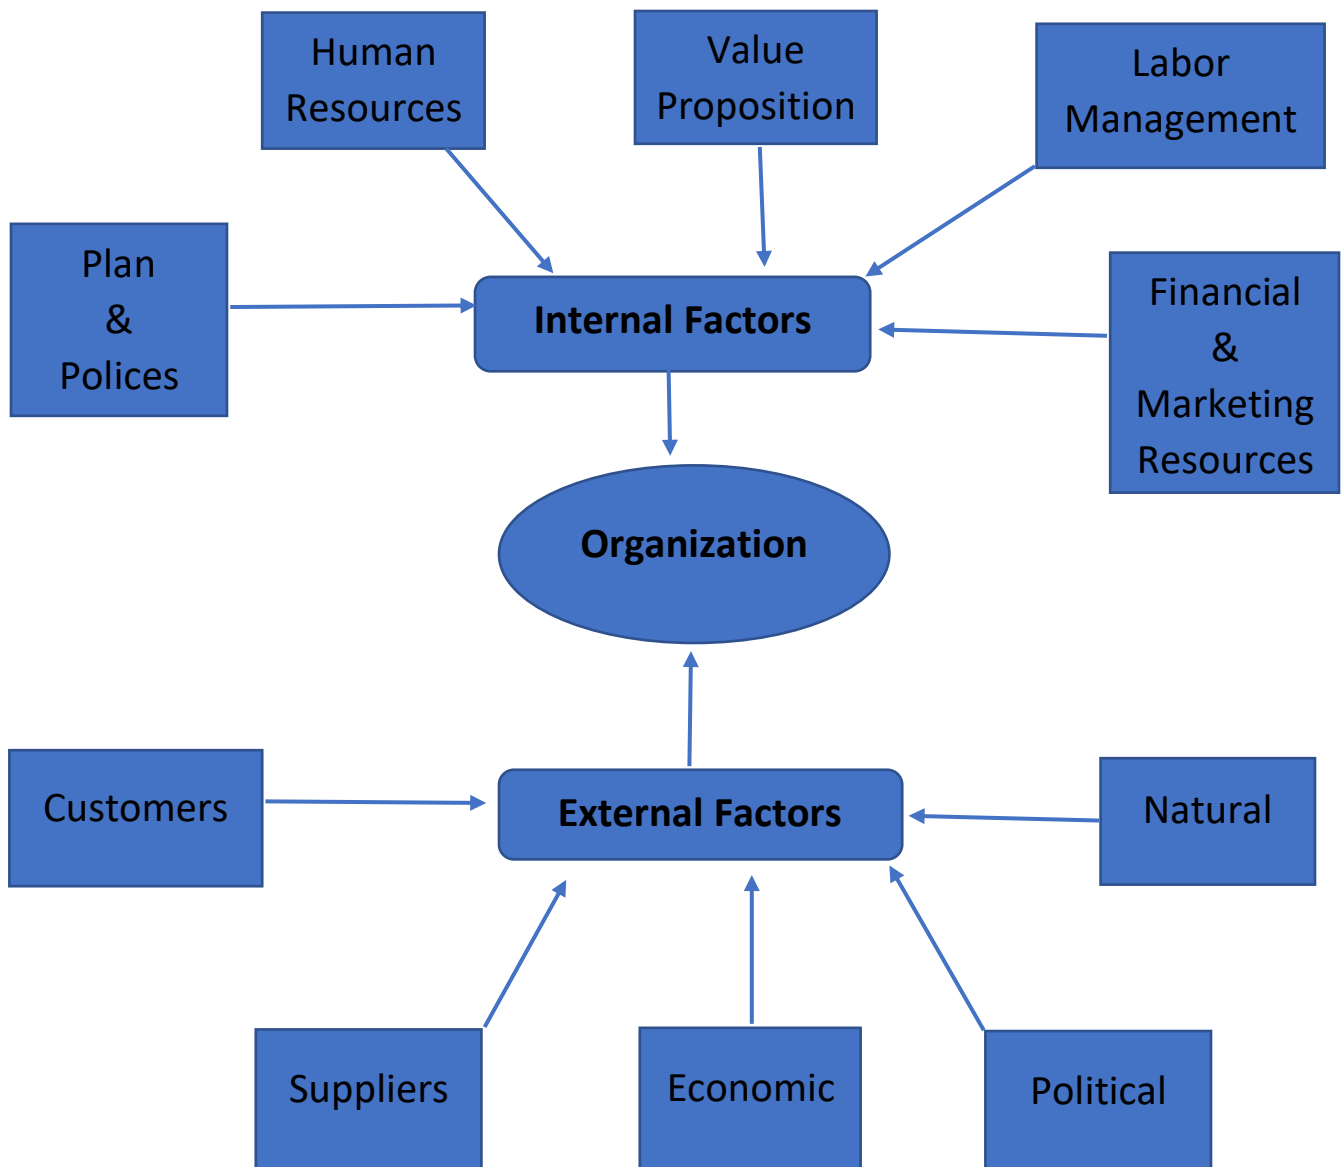 Human
Resources
Value
Proposition
Labor
Management
Plan
&
Polices
Internal Factors
Financial
&
Marketing
Resources
Organization
Customers
External Factors
Natural
Suppliers
Economic
Political